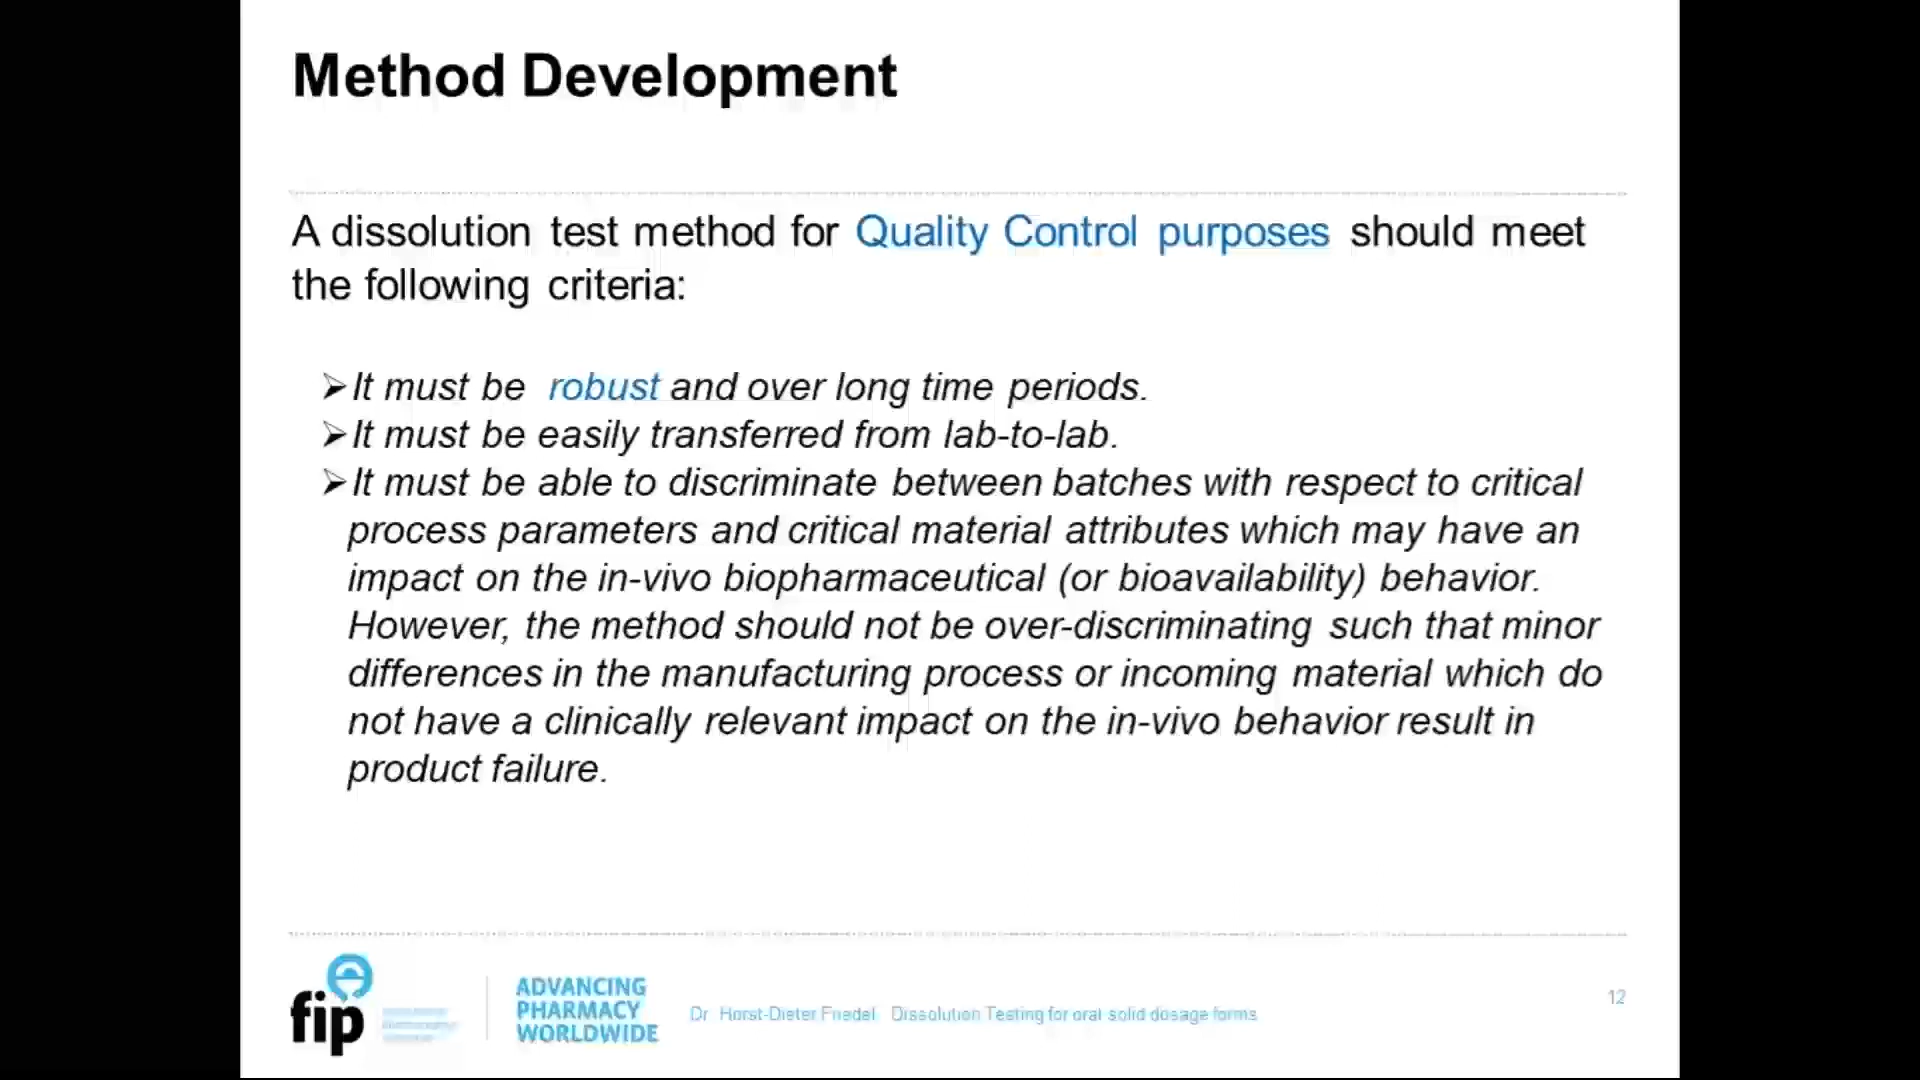 Method Development
A dissolution test method for Quality Control purposes should meet
the following criteria:
➢It must be robust and over long time periods.
➢It must be easily transferred from lab-to-lab.
➢It must be able to discriminate between batches with respect to critical
process parameters and critical material attributes which may have an
impact on the in-vivo biopharmaceutical (or bioavailability) behavior.
However, the method should not be over-discriminating such that minor
differences in the manufacturing process or incoming material which do
not have a clinically relevant impact on the in-vivo behavior result in
product failure.
fip
ADVANCING
PHARMACY
WORLDWIDE
Dr Horst-Dieter Friedel Dissolution Testing for oral solid dosage forms
12